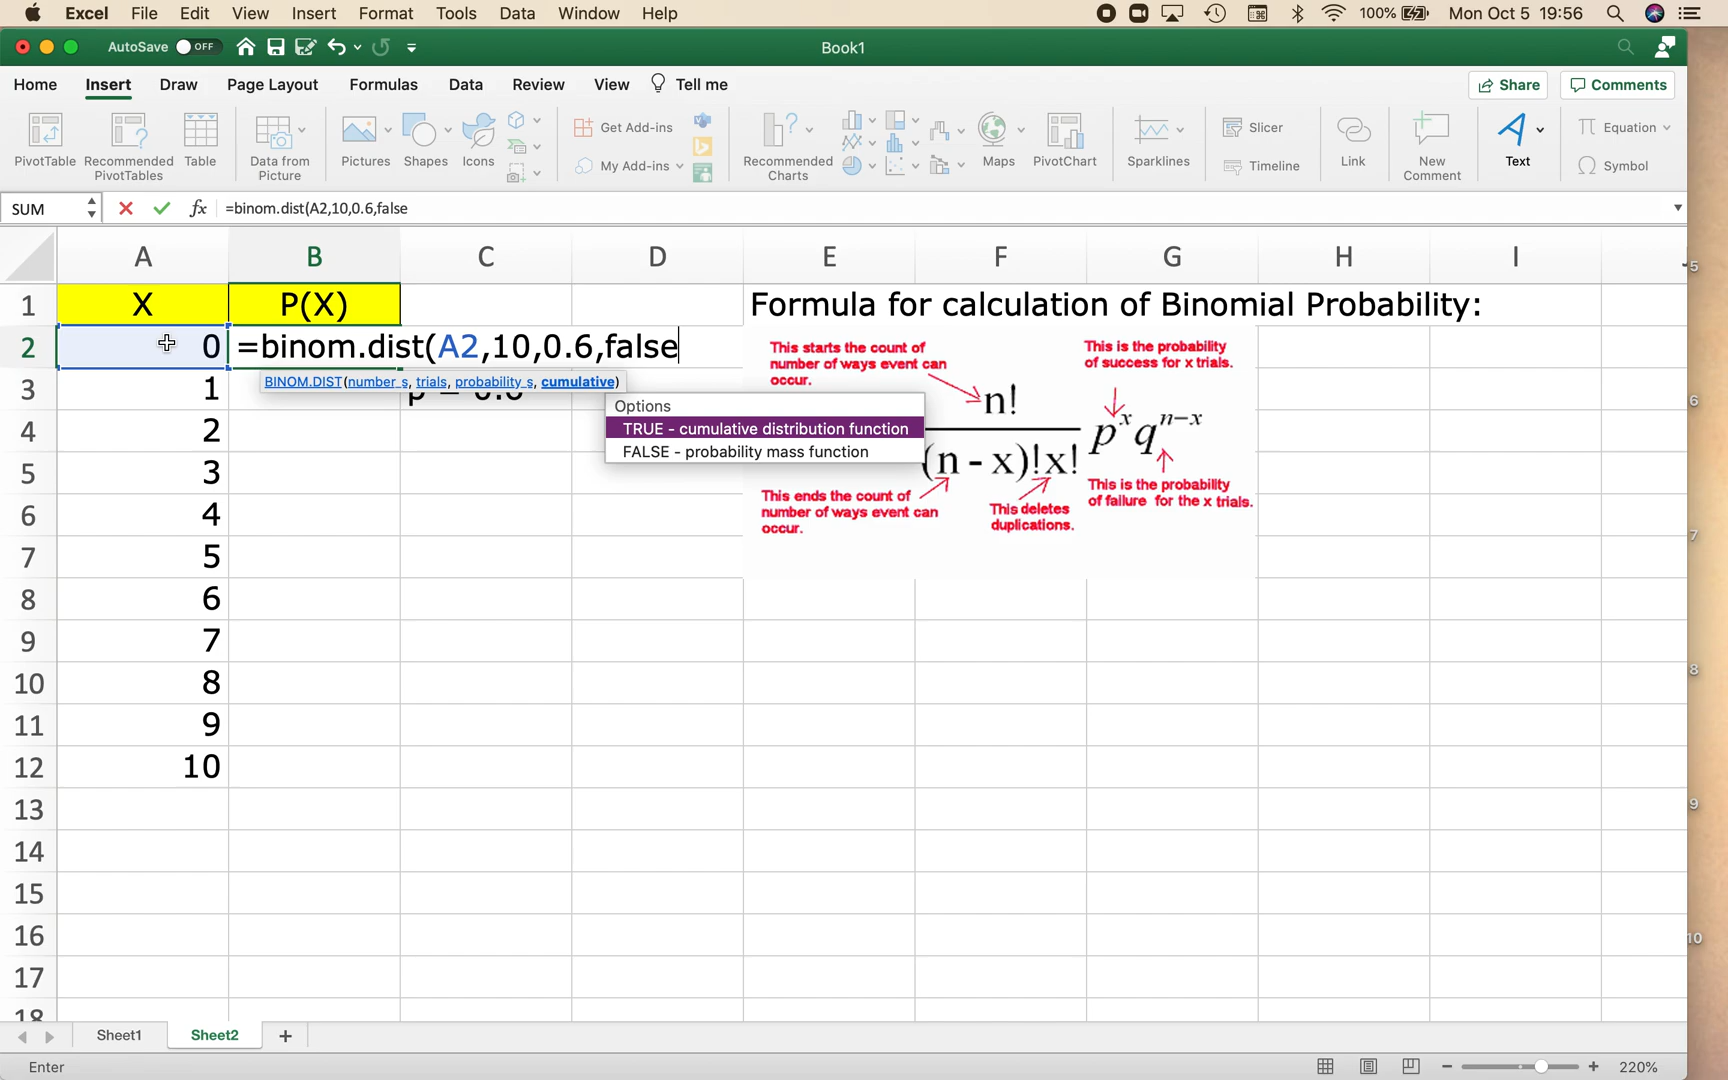 Excel File Edit View Insert Format Tools Data Window Help 100% Mon Oct 5 19:56
AutoSave OFF Book1
Home Insert Draw Page Layout Formulas Data Review View Tell me Share Comments
PivotTable Recommended PivotTables Table Data from Picture Pictures Shapes Icons Get Add-ins My Add-ins Recommended Charts Maps PivotChart Sparklines Slicer Timeline Link New Comment Text Equation Symbol
SUM fx =binom.dist(A2,10,0.6,false
A B C D E F G H I
1 X P(X) Formula for calculation of Binomial Probability:
2 0 =binom.dist(A2,10,0.6,false
BINOM.DIST(number_s, trials, probability_s, cumulative)
Options
TRUE - cumulative distribution function
FALSE - probability mass function
This starts the count of
number of ways event can
occur.
This is the probability
of success for x trials.
n!
(n - x)!x!
p^x q^{n-x}
This ends the count of
number of ways event can
occur.
This deletes
duplications.
This is the probability
of failure for the x trials.
3 1
4 2
5 3
6 4
7 5
8 6
9 7
10 8
11 9
12 10
13
14
15
16
17
18
5
6
7
8
9
10
Sheet1 Sheet2 +
Enter 220%